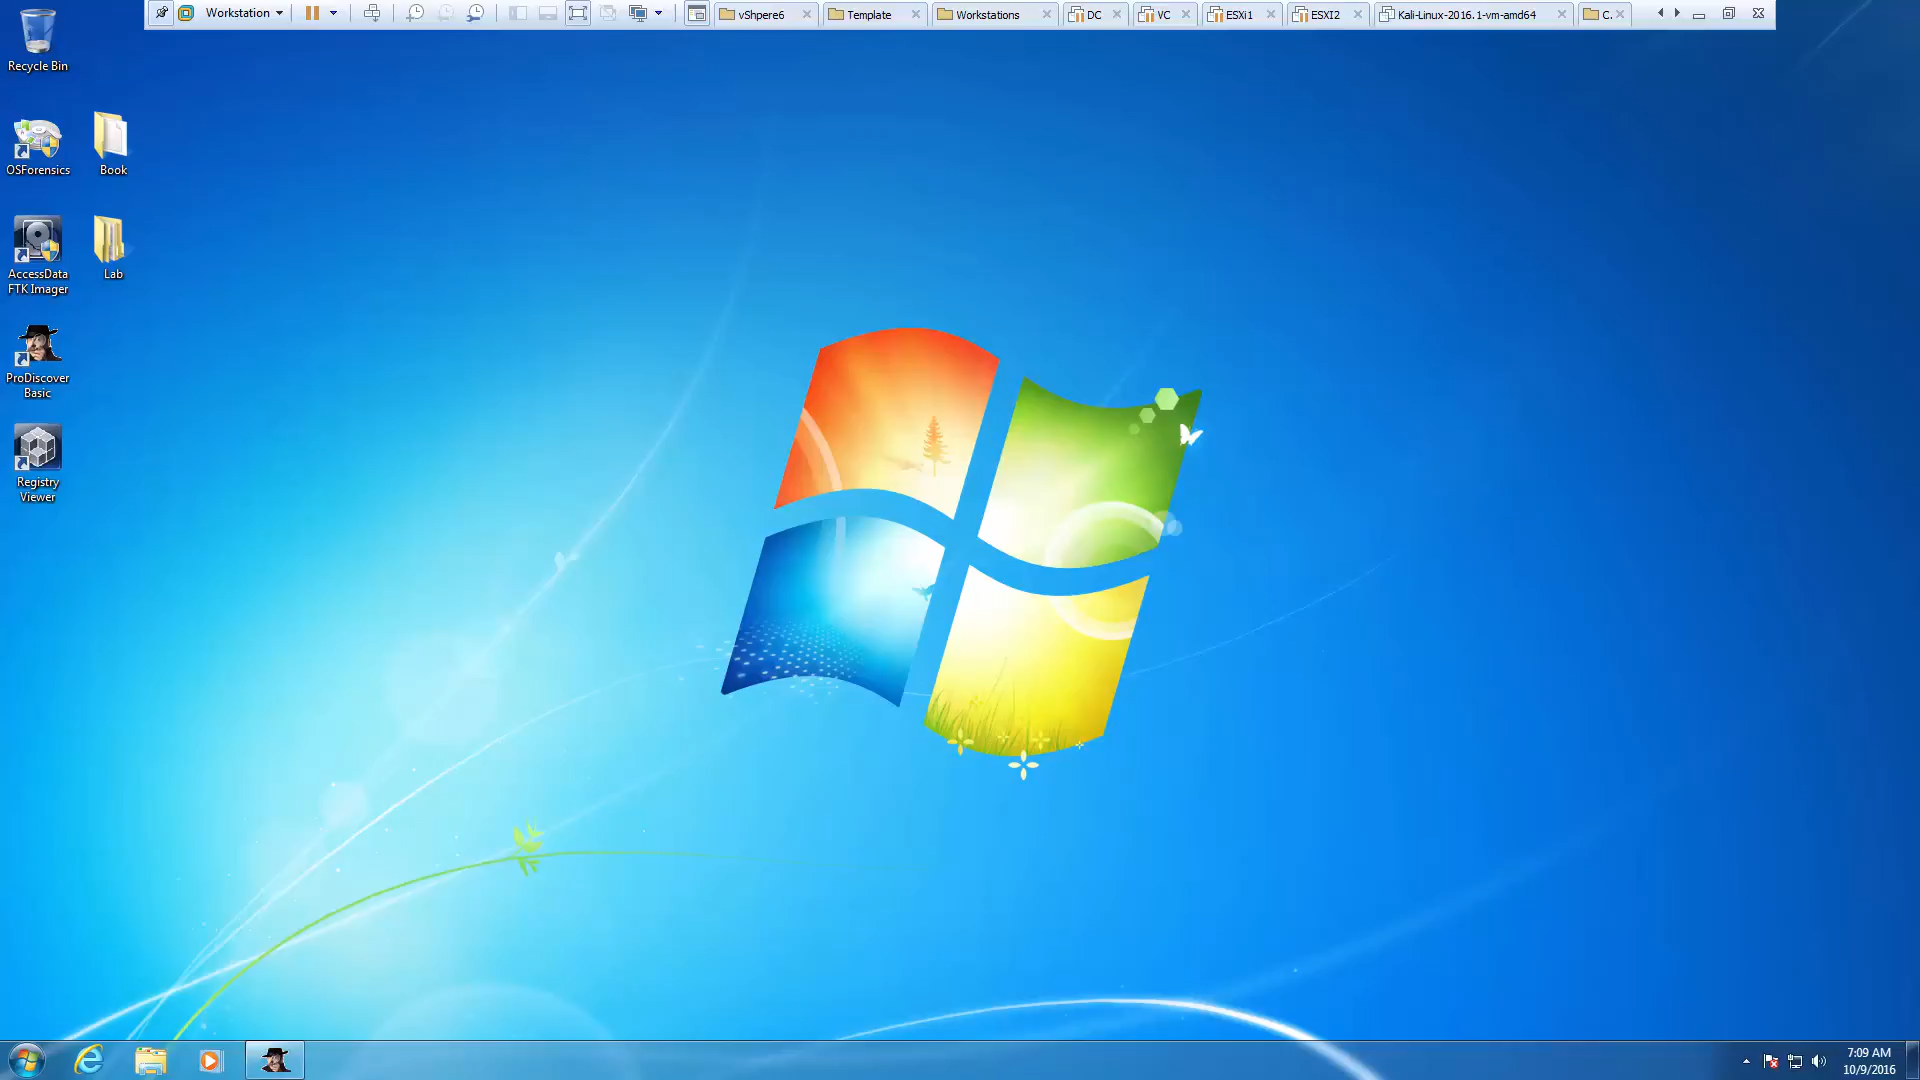 Workstation
vShpere6
Template
Workstations
DC
VC
ESXi1
ESXI2
Kali-Linux-2016.1-vm-amd64
C.
Recycle Bin
OSForensics
Book
AccessData
FTK Imager
Lab
ProDiscover
Basic
Registry
Viewer
7:09 AM
10/9/2016